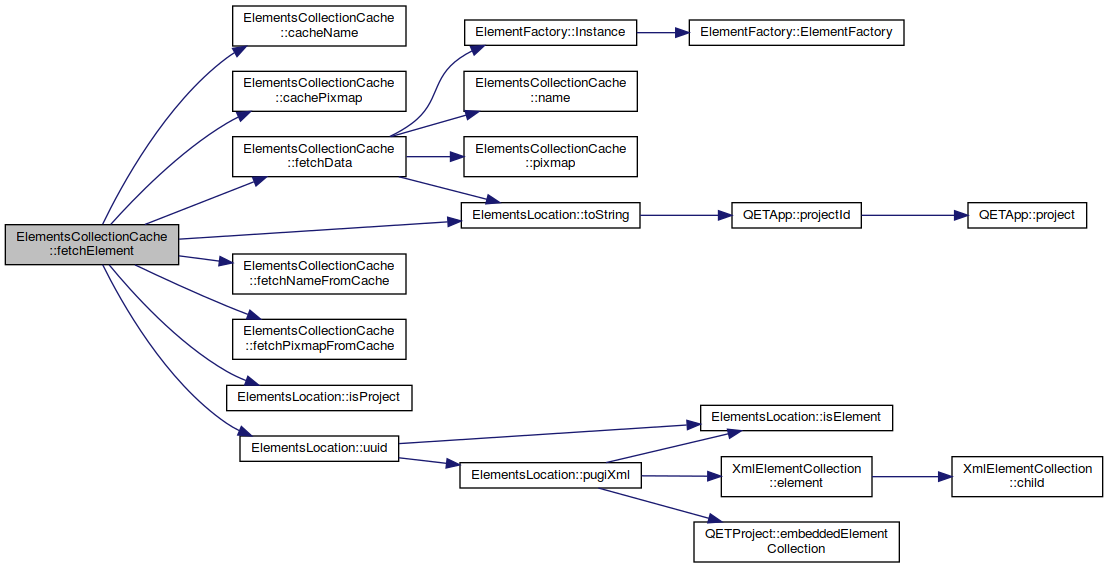 ElementsCollectionCache
::fetchElement
ElementsCollectionCache
::cacheName
ElementsCollectionCache
::cachePixmap
ElementsCollectionCache
::fetchData
ElementFactory::Instance
ElementFactory::ElementFactory
ElementsCollectionCache
::name
ElementsCollectionCache
::pixmap
ElementsLocation::toString
QETApp::projectId
QETApp::project
ElementsCollectionCache
::fetchNameFromCache
ElementsCollectionCache
::fetchPixmapFromCache
ElementsLocation::isProject
ElementsLocation::uuid
ElementsLocation::isElement
ElementsLocation::pugiXml
XmlElementCollection
::element
XmlElementCollection
::child
QETProject::embeddedElement
Collection